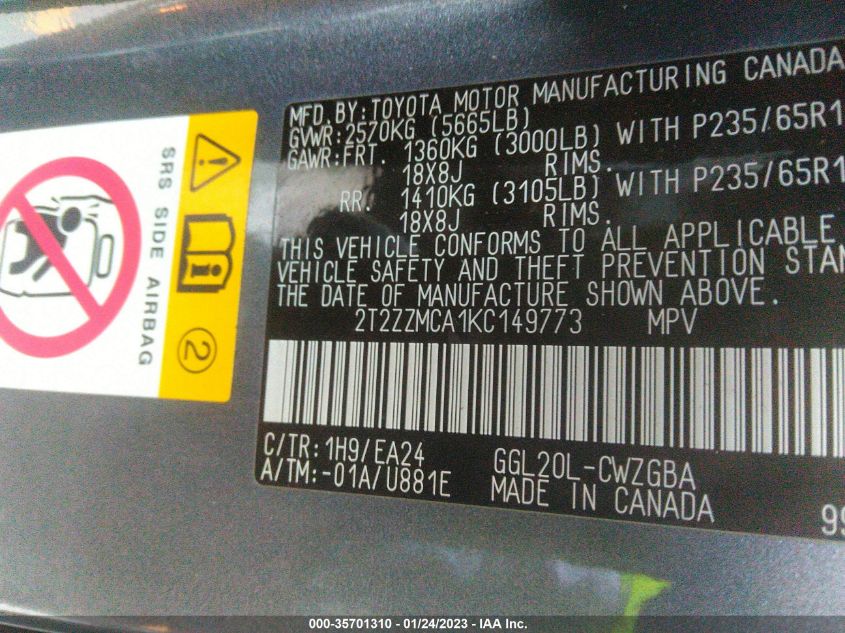 MFD. BY: TOYOTA MOTOR MANUFACTURING CANADA
GVWR: 2570KG (5665LB)
GAWR: FRT. 1360KG (3000LB) WITH P235/65R1
18X8J RIMS.
RR. 1410KG (3105LB) WITH P235/65R1
18X8J RIMS.
THIS VEHICLE CONFORMS TO ALL APPLICABLE
VEHICLE SAFETY AND THEFT PREVENTION STAN
THE DATE OF MANUFACTURE SHOWN ABOVE.
2T2ZZMCA1KC149773 MPV
C/TR: 1H9/EA24 GGL20L-CWZGBA
A/TM:-01A/U881E MADE IN CANADA
99
SRS SIDE AIRBAG
2
000-35701310 - 01/24/2023 - IAA Inc.